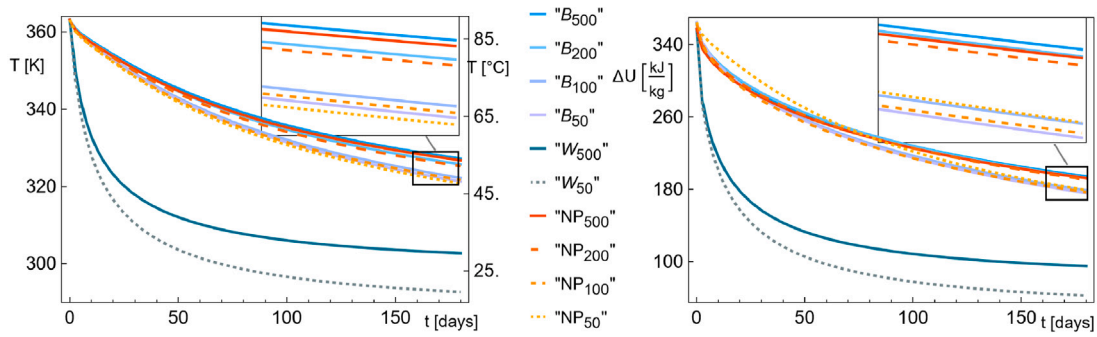 360
340
320
300
T [K]
85.
T [°C]
65.
45.
25.
0
50
100
150
t [days]
"B500"
"B200"
"B100"
"B50"
"W500"
"W50"
"NP500"
"NP200"
"NP100"
"NP50"
340
260
180
100
ΔU [kJ/kg]
0
50
100
150
t [days]